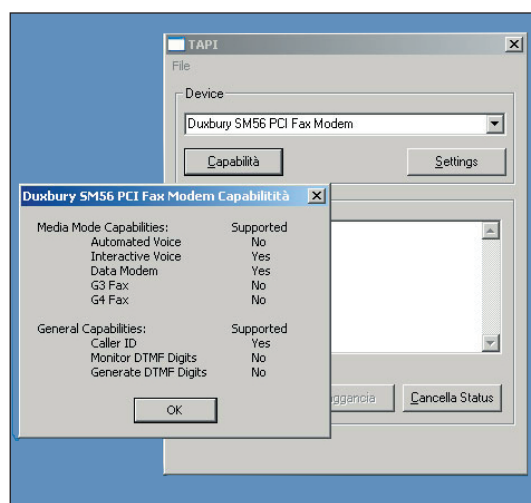 TAPI
File
Device
Duxbury SM56 PCI Fax Modem
Capabilità
Settings
Duxbury SM56 PCI Fax Modem Capabilitità
Media Mode Capabilities: Supported
Automated Voice No
Interactive Voice Yes
Data Modem Yes
G3 Fax No
G4 Fax No
General Capabilities: Supported
Caller ID Yes
Monitor DTMF Digits No
Generate DTMF Digits No
OK
Cancella Status